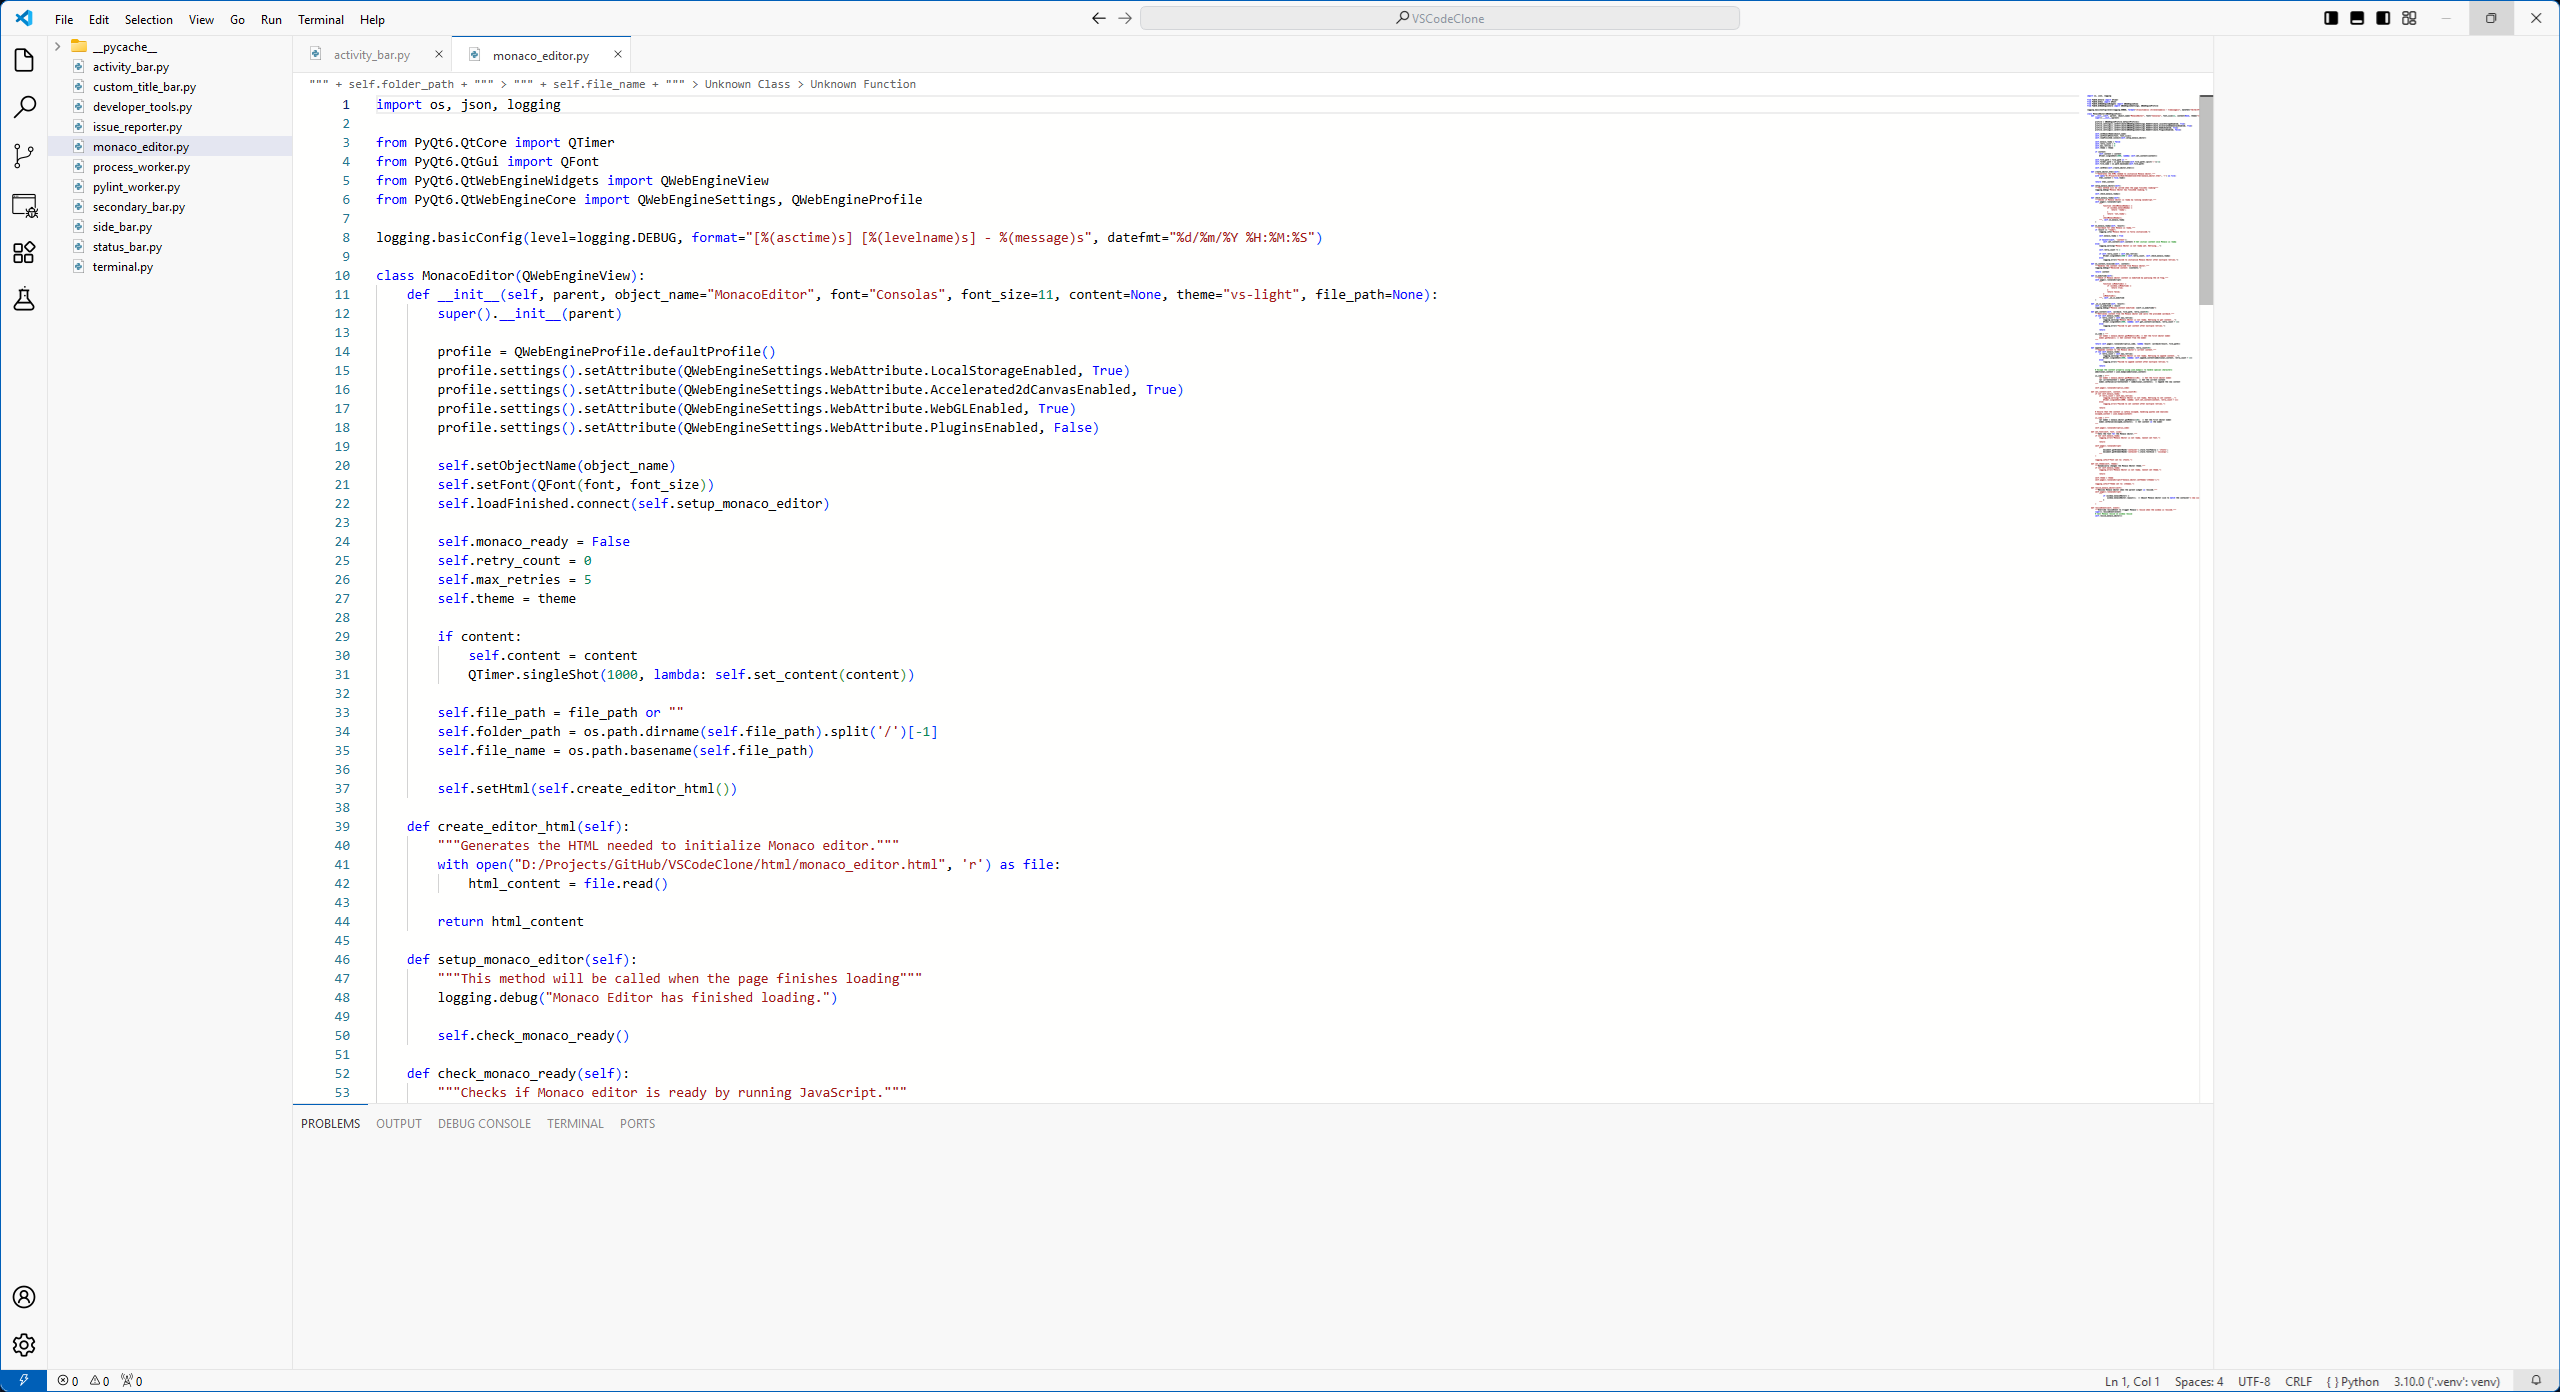 File Edit Selection View Go Run Terminal Help
VSCodeClone
__pycache__
activity_bar.py
custom_title_bar.py
developer_tools.py
issue_reporter.py
monaco_editor.py
process_worker.py
pylint_worker.py
secondary_bar.py
side_bar.py
status_bar.py
terminal.py
activity_bar.py
monaco_editor.py
""" + self.folder_path + """ > """ + self.file_name + """ > Unknown Class > Unknown Function
1 import os, json, logging
2
3 from PyQt6.QtCore import QTimer
4 from PyQt6.QtGui import QFont
5 from PyQt6.QtWebEngineWidgets import QWebEngineView
6 from PyQt6.QtWebEngineCore import QWebEngineSettings, QWebEngineProfile
7
8 logging.basicConfig(level=logging.DEBUG, format="[%(asctime)s] [%(levelname)s] - %(message)s", datefmt="%d/%m/%Y %H:%M:%S")
9
10 class MonacoEditor(QWebEngineView):
11     def __init__(self, parent, object_name="MonacoEditor", font="Consolas", font_size=11, content=None, theme="vs-light", file_path=None):
12         super().__init__(parent)
13
14         profile = QWebEngineProfile.defaultProfile()
15         profile.settings().setAttribute(QWebEngineSettings.WebAttribute.LocalStorageEnabled, True)
16         profile.settings().setAttribute(QWebEngineSettings.WebAttribute.Accelerated2dCanvasEnabled, True)
17         profile.settings().setAttribute(QWebEngineSettings.WebAttribute.WebGLEnabled, True)
18         profile.settings().setAttribute(QWebEngineSettings.WebAttribute.PluginsEnabled, False)
19
20         self.setObjectName(object_name)
21         self.setFont(QFont(font, font_size))
22         self.loadFinished.connect(self.setup_monaco_editor)
23
24         self.monaco_ready = False
25         self.retry_count = 0
26         self.max_retries = 5
27         self.theme = theme
28
29         if content:
30             self.content = content
31             QTimer.singleShot(1000, lambda: self.set_content(content))
32
33         self.file_path = file_path or ""
34         self.folder_path = os.path.dirname(self.file_path).split('/')[-1]
35         self.file_name = os.path.basename(self.file_path)
36
37         self.setHtml(self.create_editor_html())
38
39     def create_editor_html(self):
40         """Generates the HTML needed to initialize Monaco editor."""
41         with open("D:/Projects/GitHub/VSCodeClone/html/monaco_editor.html", 'r') as file:
42             html_content = file.read()
43
44         return html_content
45
46     def setup_monaco_editor(self):
47         """This method will be called when the page finishes loading"""
48         logging.debug("Monaco Editor has finished loading.")
49
50         self.check_monaco_ready()
51
52     def check_monaco_ready(self):
53         """Checks if Monaco editor is ready by running JavaScript."""
PROBLEMS OUTPUT DEBUG CONSOLE TERMINAL PORTS
0 0 0
Ln 1, Col 1 Spaces: 4 UTF-8 CRLF { } Python 3.10.0 ('.venv': venv)